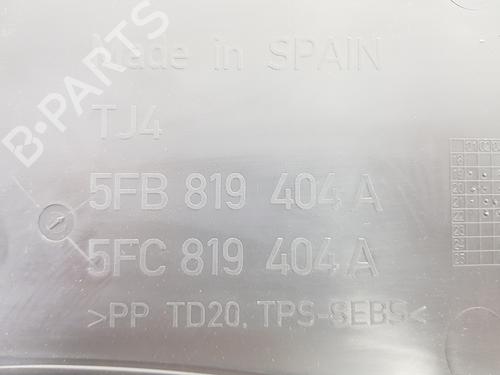 Made in SPAIN
TJ4
5FB 819 404 A
5FC 819 404 A
>PP TD20, TPS-SEBS<
B-PARTS